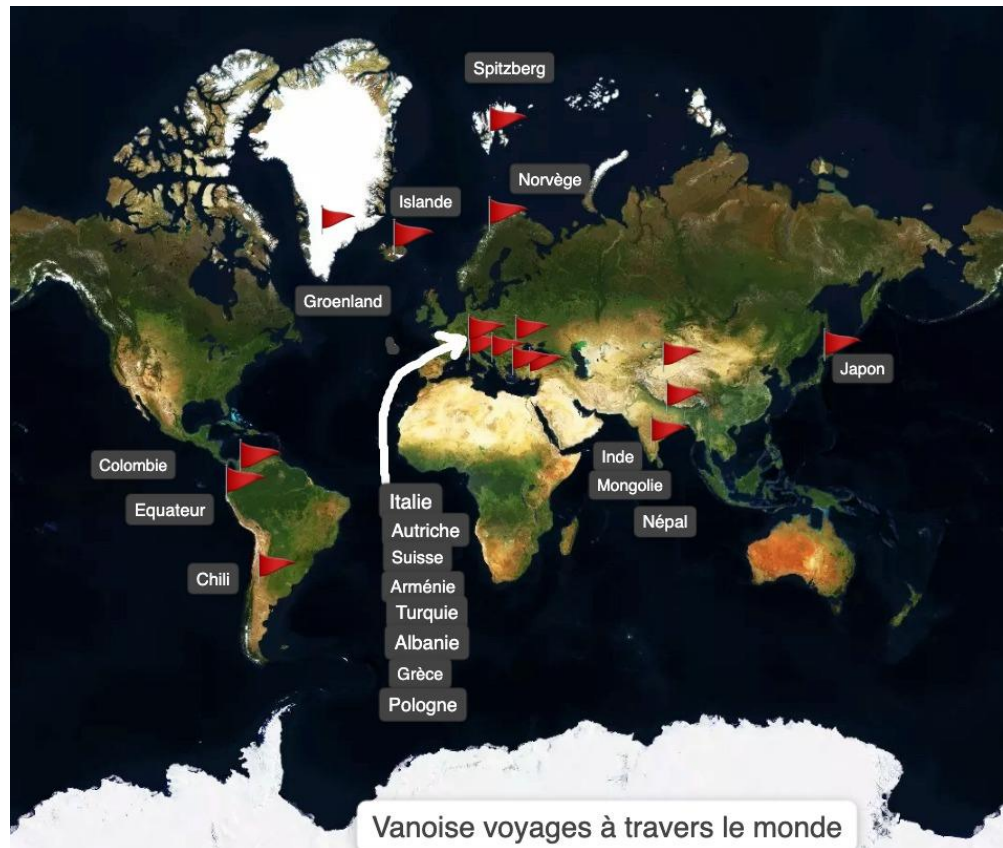 Spitzberg
Norvège
Islande
Groenland
Japon
Colombie
Inde
Mongolie
Equateur
Népal
Chili
Italie
Autriche
Suisse
Arménie
Turquie
Albanie
Grèce
Pologne
Vanoise voyages à travers le monde